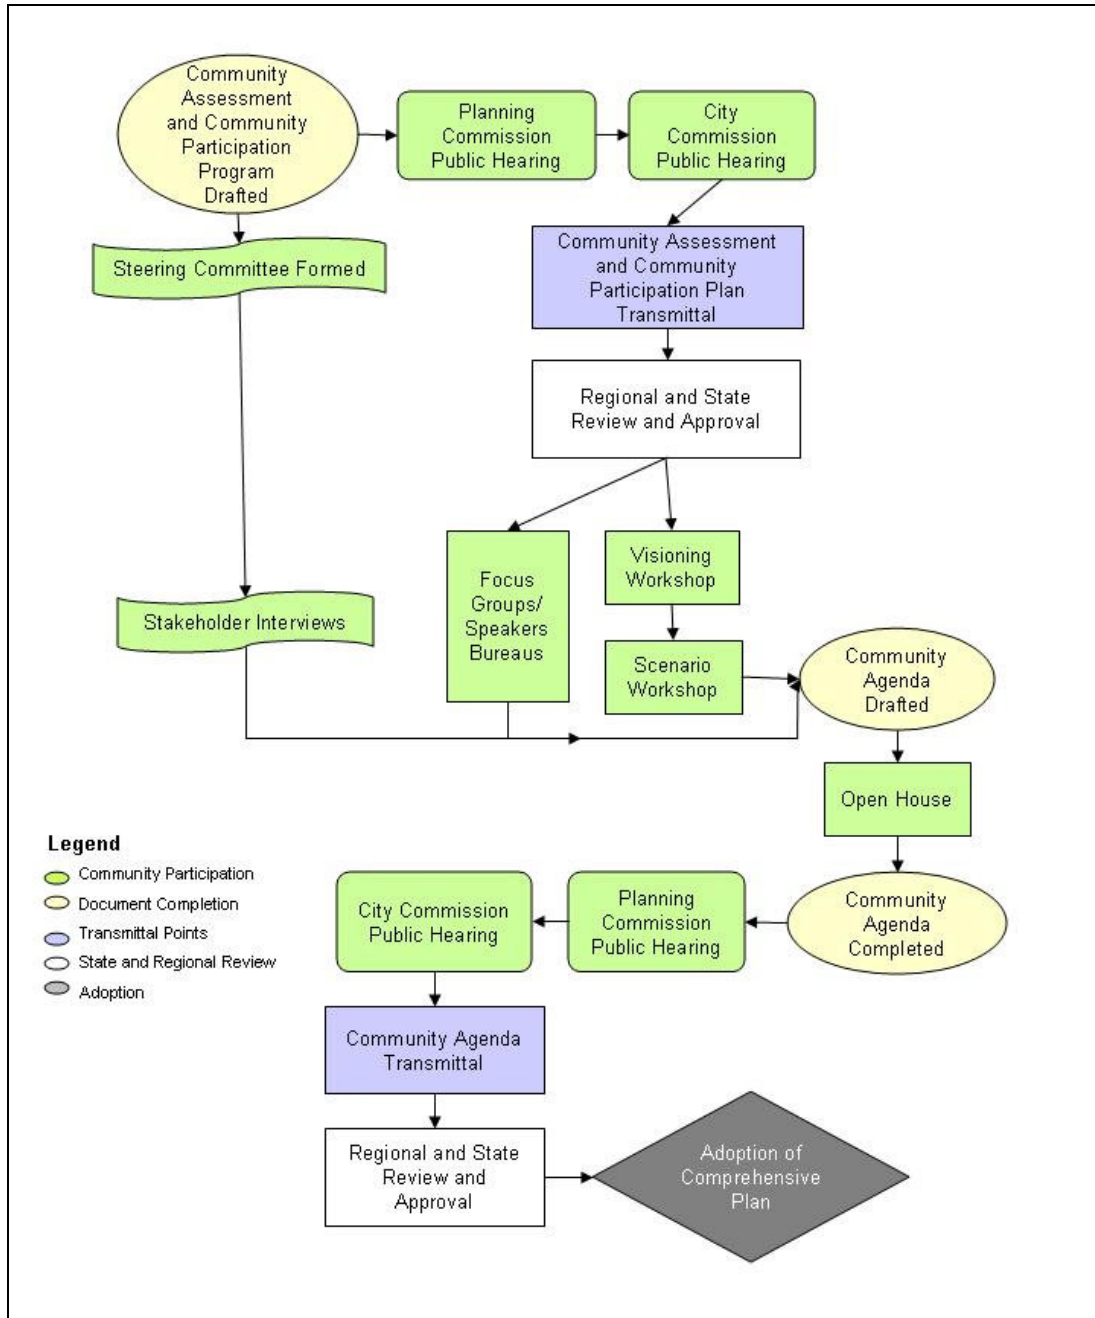 Community
Assessment
and Community
Participation
Program
Drafted
Planning
Commission
Public Hearing
City
Commission
Public Hearing
Steering Committee Formed
Community Assessment
and Community
Participation Plan
Transmittal
Regional and State
Review and Approval
Focus
Groups/
Speakers
Bureaus
Visioning
Workshop
Stakeholder Interviews
Scenario
Workshop
Community
Agenda
Drafted
Open House
Legend
Community Participation
Document Completion
Transmittal Points
State and Regional Review
Adoption
Community
Agenda
Completed
Planning
Commission
Public Hearing
City Commission
Public Hearing
Community Agenda
Transmittal
Regional and State
Review and
Approval
Adoption of
Comprehensive
Plan